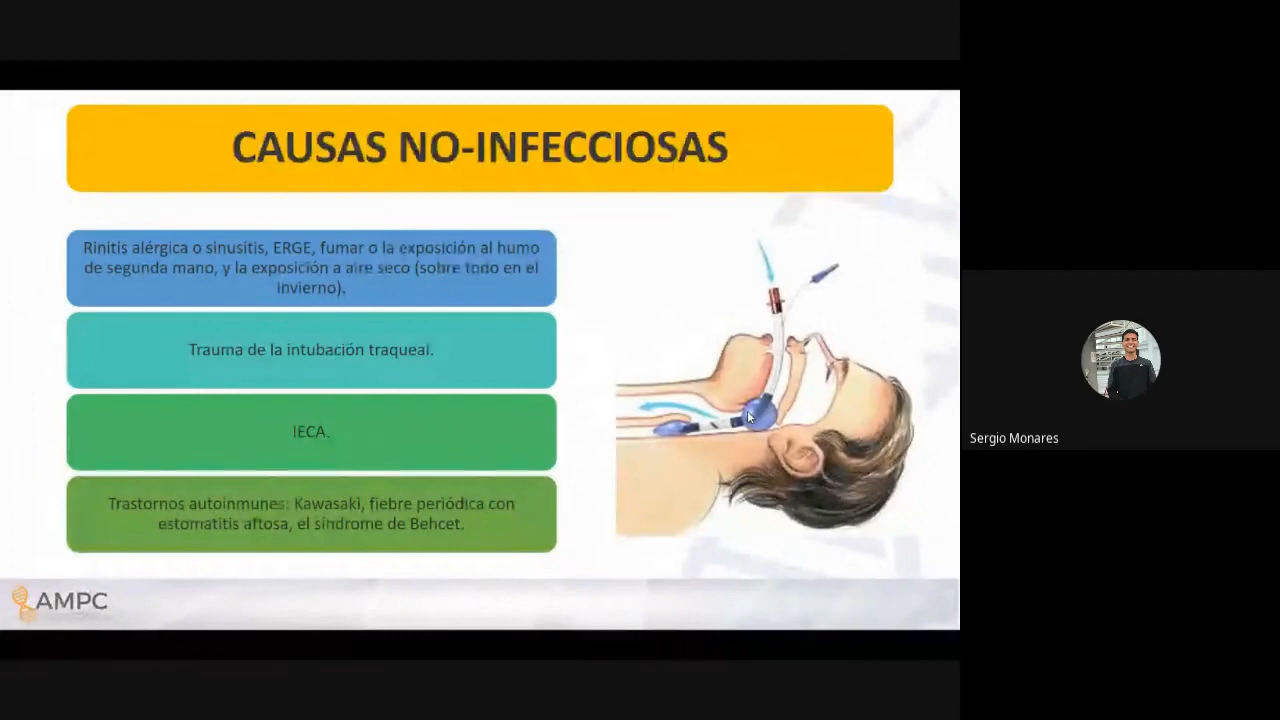 CAUSAS NO-INFECCIOSAS
Rinitis alérgica o sinusitis, ERGE, fumar o la exposición al humo
de segunda mano, y la exposición a aire seco (sobre todo en el
invierno).
Trauma de la intubación traqueal.
IECA.
Trastornos autoinmunes: Kawasaki, fiebre periódica con
estomatitis aftosa, el síndrome de Behcet.
AMPC
Sergio Monares